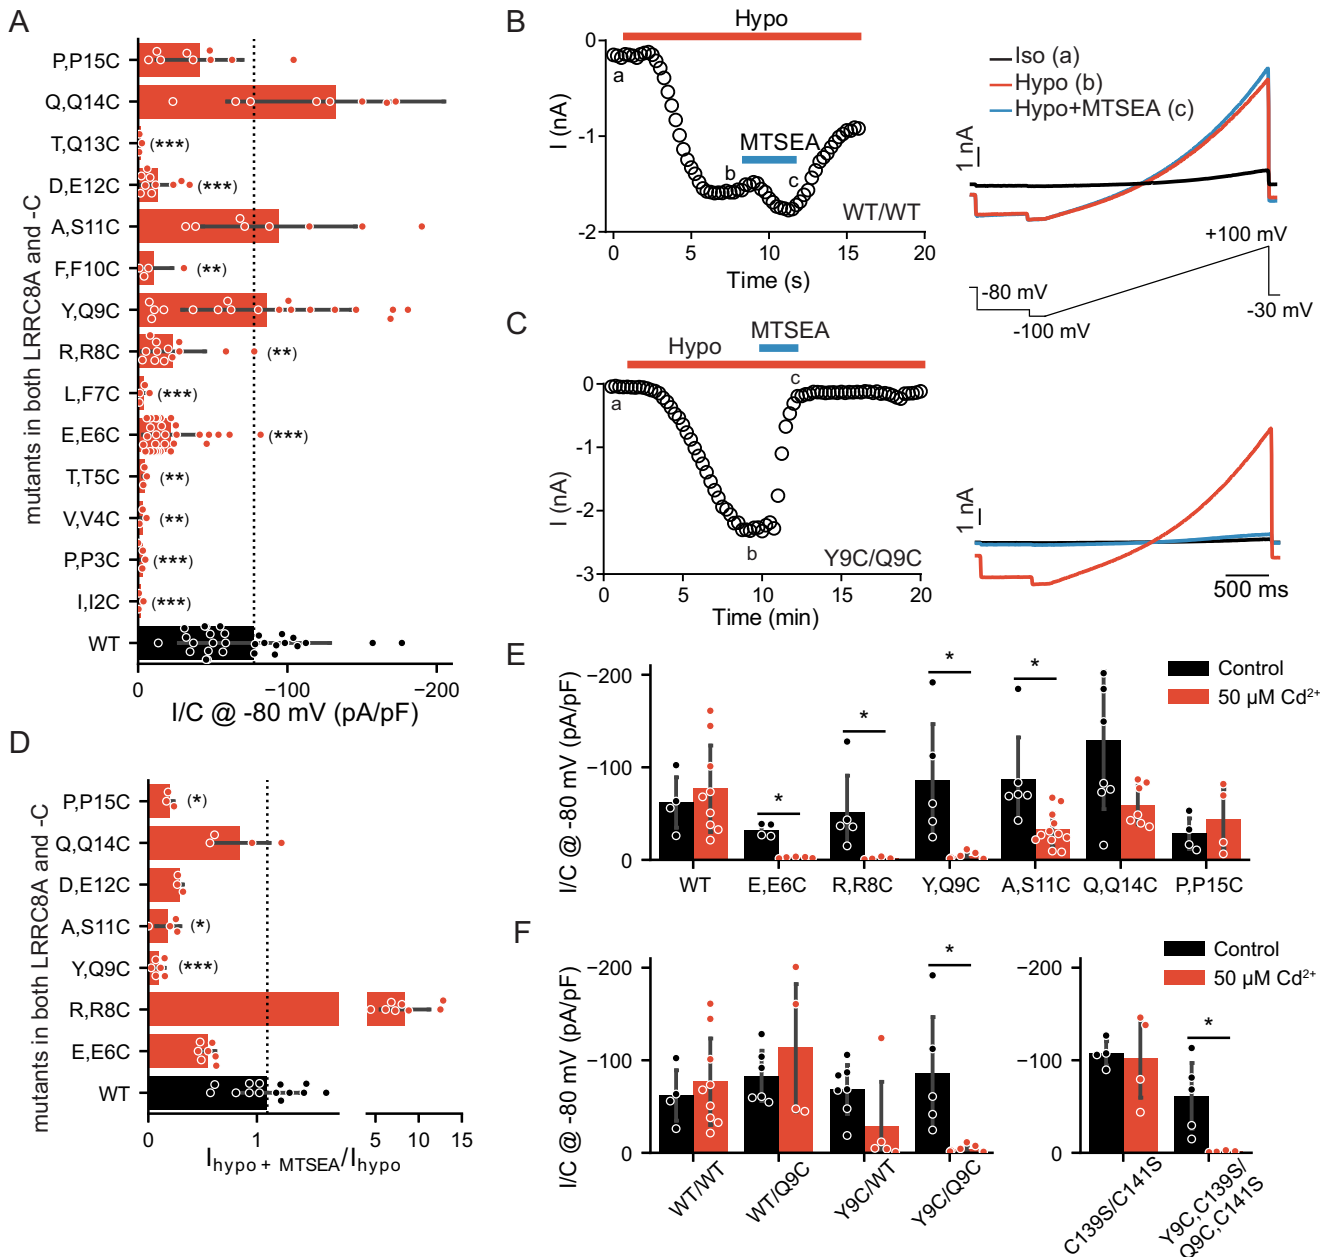 A
mutants in both LRRC8A and -C
P,P15C
Q,Q14C
T,Q13C (***)
D,E12C (***)
A,S11C
F,F10C (**)
Y,Q9C
R,R8C (**)
L,F7C (***)
E,E6C (***)
T,T5C (**)
V,V4C (**)
P,P3C (***)
I,I2C (***)
WT
0 −100 −200
I/C @ -80 mV (pA/pF)
B
Hypo
I (nA)
0
-1
-2
a
b
MTSEA
c
WT/WT
0 5 10 15 20
Time (s)
Iso (a)
Hypo (b)
Hypo+MTSEA (c)
1 nA
+100 mV
-80 mV
-100 mV
-30 mV
C
MTSEA
Hypo
I (nA)
0
-1
-2
-3
a
b
c
Y9C/Q9C
0 5 10 15 20
Time (min)
1 nA
500 ms
D
mutants in both LRRC8A and -C
P,P15C (*)
Q,Q14C
D,E12C
A,S11C (*)
Y,Q9C (***)
R,R8C
E,E6C
WT
0 1 5 10 15
Ihypo + MTSEA/Ihypo
E
I/C @ -80 mV (pA/pF)
−200
−100
0
* * * *
Control
50 µM Cd²⁺
WT E,E6C R,R8C Y,Q9C A,S11C Q,Q14C P,P15C
F
I/C @ -80 mV (pA/pF)
−200
−100
0
*
WT/WT WT/Q9C Y9C/WT Y9C/Q9C
Control
50 µM Cd²⁺
−200
−100
0
*
C139S/C141S
Y9C,C139S/
Q9C,C141S